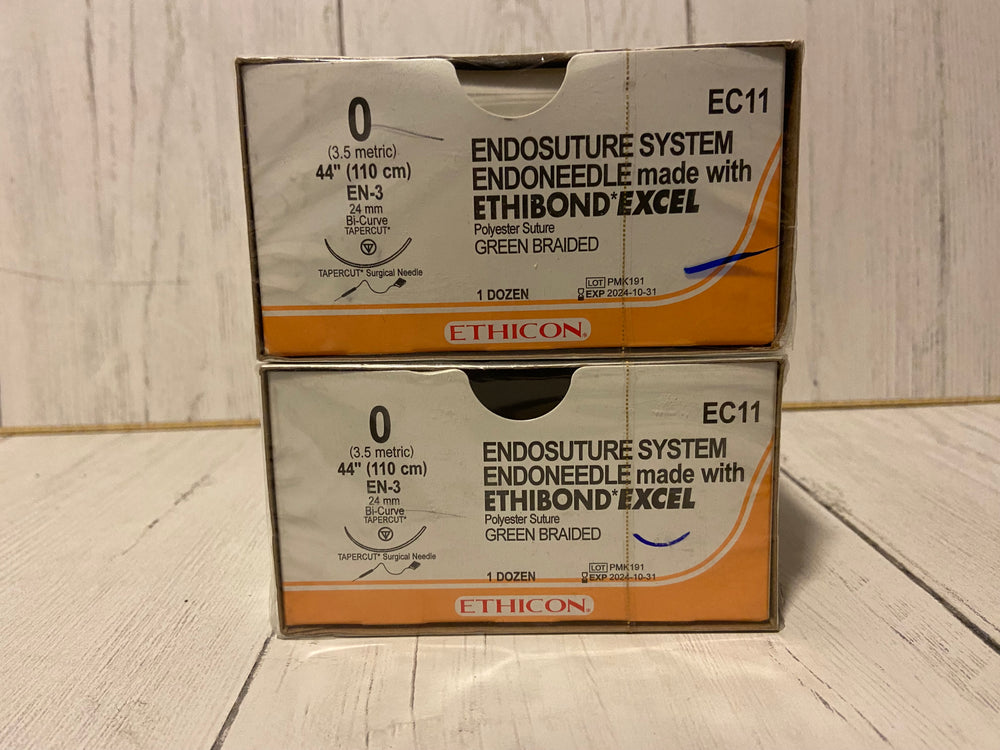 EC11
0
(3.5 metric)
44" (110 cm)
EN-3
24 mm
Bi-Curve
TAPERCUT*
TAPERCUT* Surgical Needle
ENDOSUTURE SYSTEM
ENDONEEDLE made with
ETHIBOND*EXCEL
Polyester Suture
GREEN BRAIDED
1 DOZEN
LOT PMK191
EXP 2024-10-31
ETHICON
EC11
0
(3.5 metric)
44" (110 cm)
EN-3
24 mm
Bi-Curve
TAPERCUT*
TAPERCUT* Surgical Needle
ENDOSUTURE SYSTEM
ENDONEEDLE made with
ETHIBOND*EXCEL
Polyester Suture
GREEN BRAIDED
1 DOZEN
LOT PMK191
EXP 2024-10-31
ETHICON